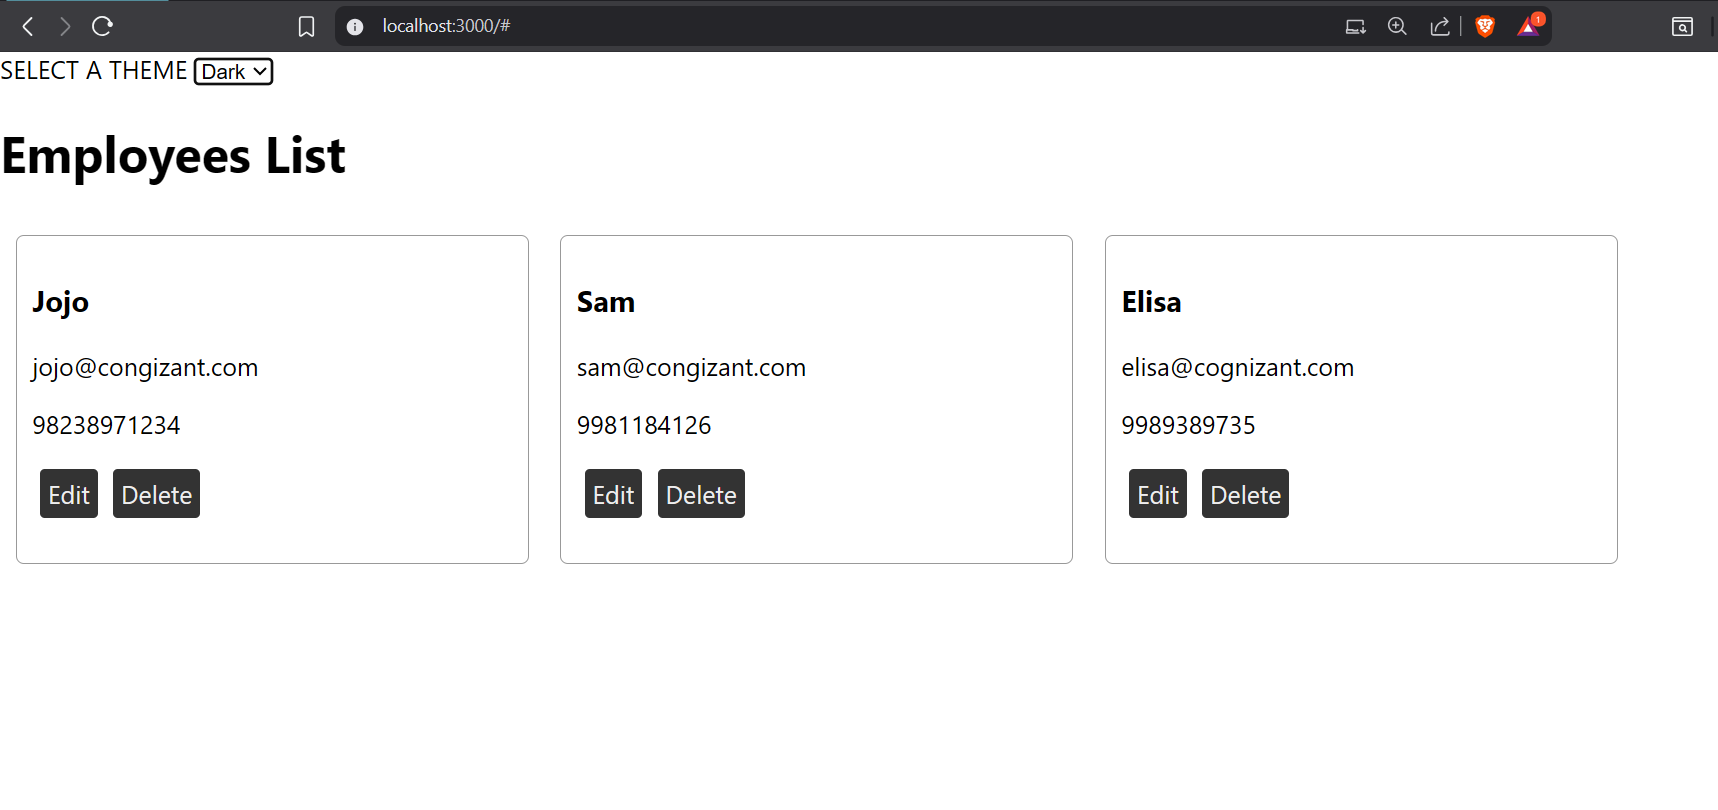 localhost:3000/#
1
SELECT A THEME Dark
Employees List
Jojo
jojo@congizant.com
98238971234
Edit Delete
Sam
sam@congizant.com
9981184126
Edit Delete
Elisa
elisa@cognizant.com
9989389735
Edit Delete